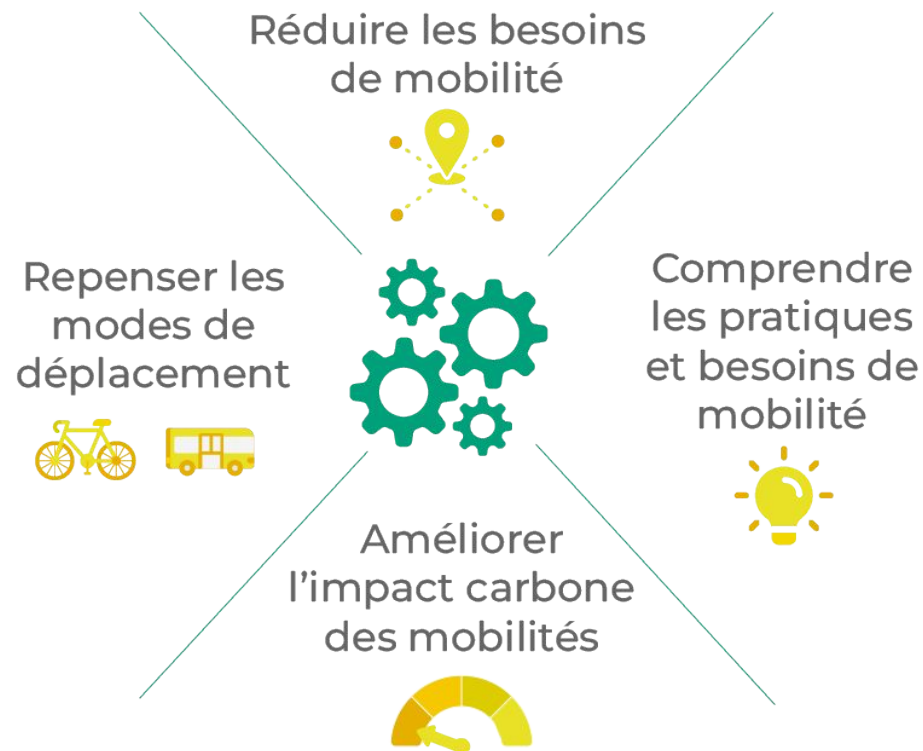 Réduire les besoins
de mobilité
Repenser les
modes de
déplacement
Comprendre
les pratiques
et besoins de
mobilité
Améliorer
l'impact carbone
des mobilités